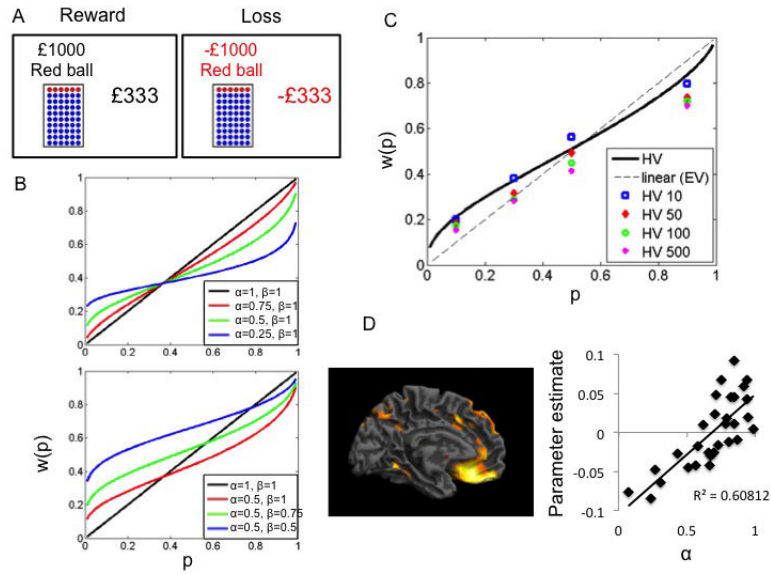 A
Reward
Loss
£1000
Red ball
£333
-£1000
Red ball
-£333
B
1
0.8
0.6
0.4
0.2
0
0 0.2 0.4 0.6 0.8 1
α=1, β=1
α=0.75, β=1
α=0.5, β=1
α=0.25, β=1
w(p)
1
0.8
0.6
0.4
0.2
0
0 0.2 0.4 0.6 0.8 1
p
α=1, β=1
α=0.5, β=1
α=0.5, β=0.75
α=0.5, β=0.5
C
w(p)
1
0.8
0.6
0.4
0.2
0
0 0.2 0.4 0.6 0.8 1
p
HV
linear (EV)
HV 10
HV 50
HV 100
HV 500
D
Parameter estimate
0.1
0.05
0
-0.05
-0.1
0 0.5 1
α
R² = 0.60812